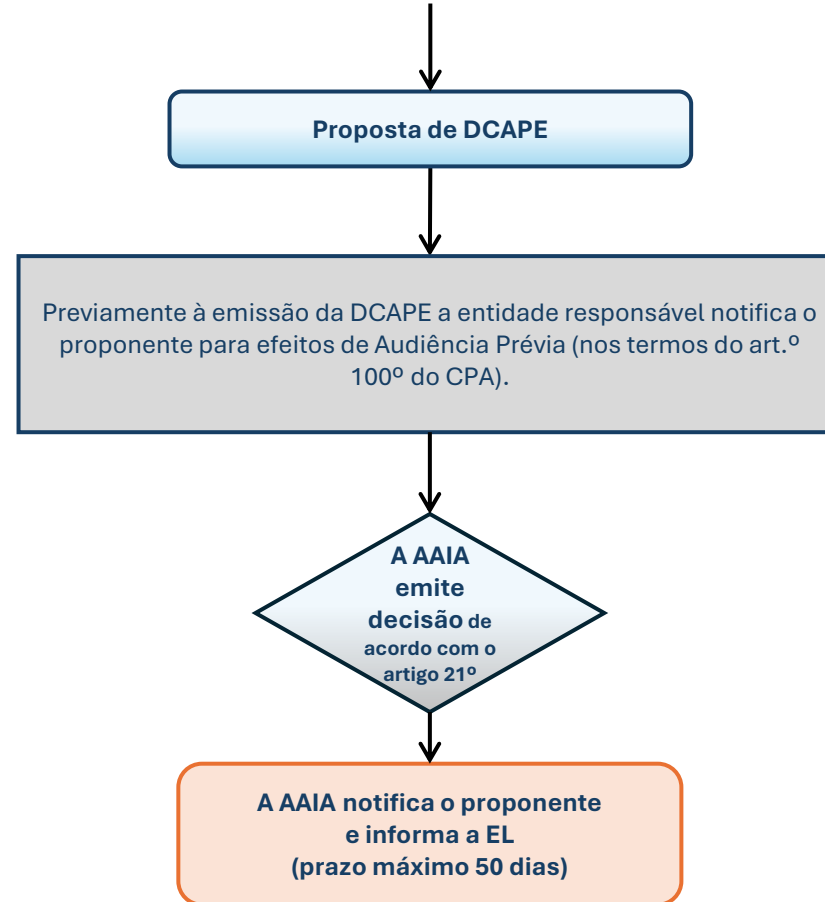 Proposta de DCAPE
Previamente à emissão da DCAPE a entidade responsável notifica o
proponente para efeitos de Audiência Prévia (nos termos do art.º
100º do CPA).
A AAIA
emite
decisão de
acordo com o
artigo 21º
A AAIA notifica o proponente
e informa a EL
(prazo máximo 50 dias)